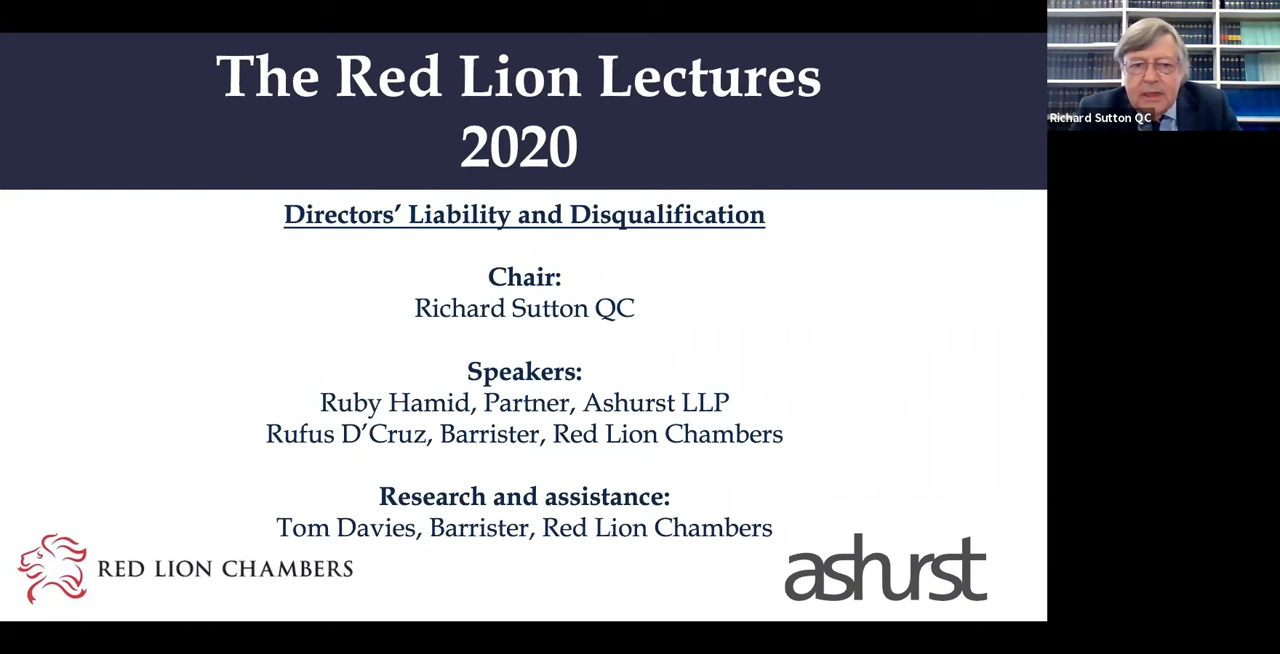 The Red Lion Lectures
2020
Directors’ Liability and Disqualification
Chair:
Richard Sutton QC
Speakers:
Ruby Hamid, Partner, Ashurst LLP
Rufus D’Cruz, Barrister, Red Lion Chambers
Research and assistance:
Tom Davies, Barrister, Red Lion Chambers
RED LION CHAMBERS
ashurst
Richard Sutton QC